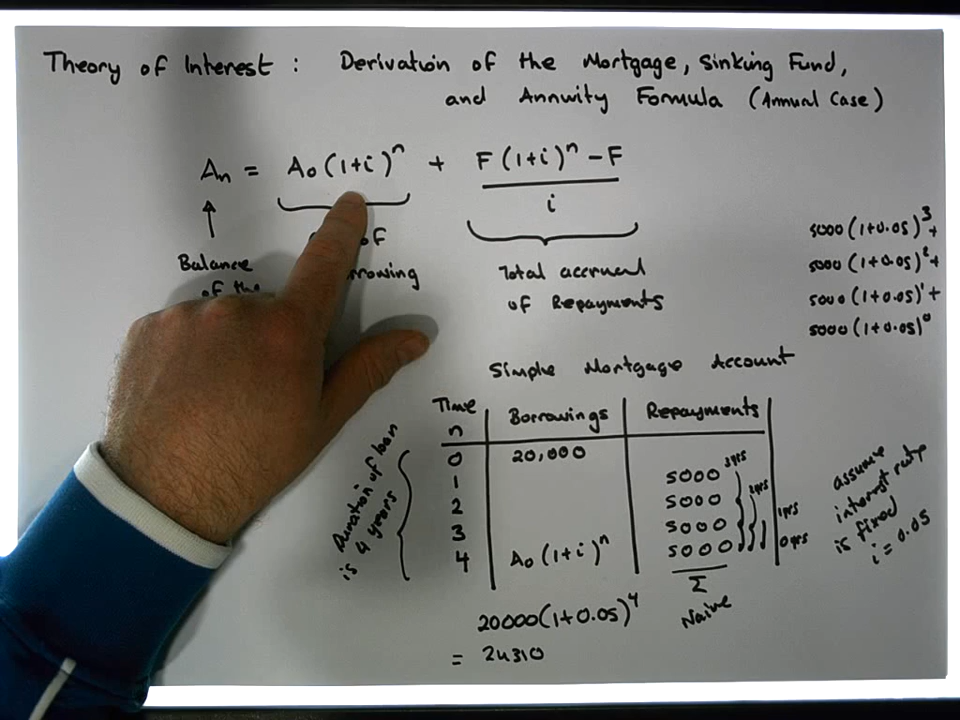 Theory of Interest : Derivation of the Mortgage, Sinking Fund,
and Annuity Formula (Annual Case)
An = A0(1+i)^n + F(1+i)^n - F
i
Balance
of the
of
Total accrual
of Repayments
5000(1+0.05)^3+
5000(1+0.05)^2+
5000(1+0.05)^1+
5000(1+0.05)^0
Simple Mortgage Account
Time
n | Borrowings | Repayments
0 20,000
1 5000 3yrs
2 5000 2yrs
3 5000 1yrs
4 A0(1+i)^n 5000 0yrs
Σ
Naive
20000(1+0.05)^4
= 24310
Duration of loan
is 4 years
assume
interest rate
is fixed
i = 0.05